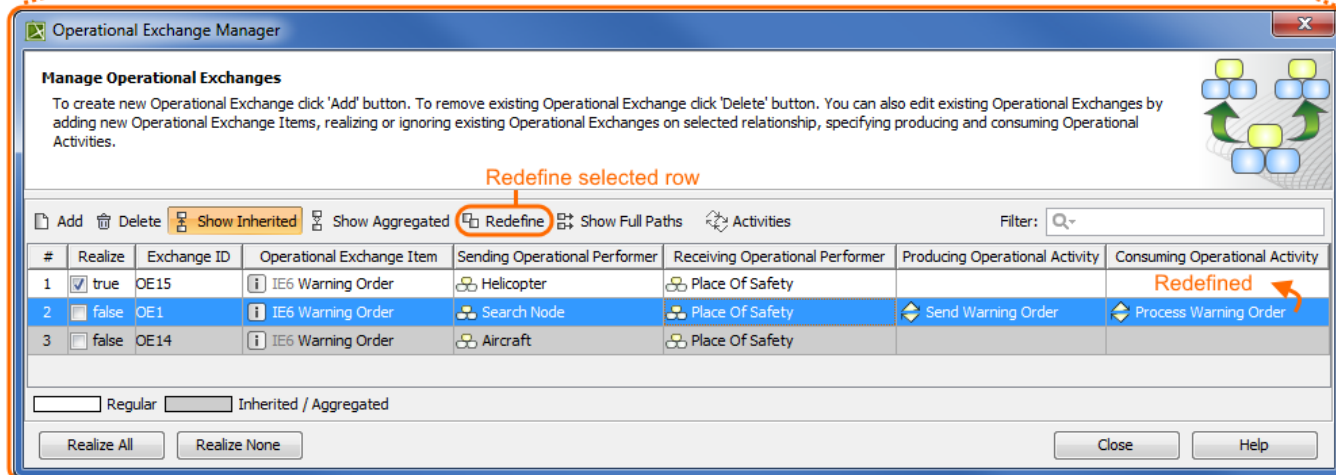 Operational Exchange Manager
x
Manage Operational Exchanges
To create new Operational Exchange click 'Add' button. To remove existing Operational Exchange click 'Delete' button. You can also edit existing Operational Exchanges by
adding new Operational Exchange Items, realizing or ignoring existing Operational Exchanges on selected relationship, specifying producing and consuming Operational
Activities.
Redefine selected row
Add Delete Show Inherited Show Aggregated Redefine Show Full Paths Activities Filter:
# Realize Exchange ID Operational Exchange Item Sending Operational Performer Receiving Operational Performer Producing Operational Activity Consuming Operational Activity
1 true OE15 i IE6 Warning Order Helicopter Place Of Safety Redefined
2 false OE1 i IE6 Warning Order Search Node Place Of Safety Send Warning Order Process Warning Order
3 false OE14 i IE6 Warning Order Aircraft Place Of Safety
Regular Inherited / Aggregated
Realize All Realize None Close Help